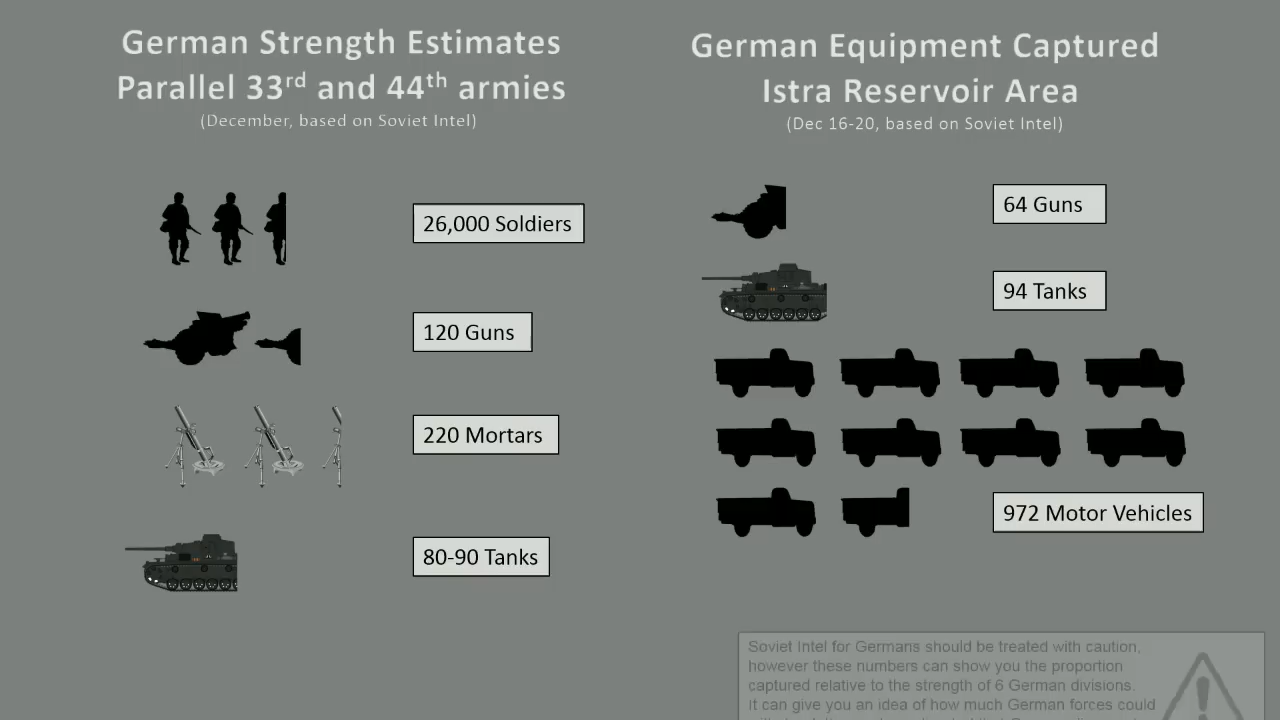 German Strength Estimates
Parallel 33rd and 44th armies
(December, based on Soviet Intel)
26,000 Soldiers
120 Guns
220 Mortars
80-90 Tanks
German Equipment Captured
Istra Reservoir Area
(Dec 16-20, based on Soviet Intel)
64 Guns
94 Tanks
972 Motor Vehicles
Soviet Intel for Germans should be treated with caution,
however these numbers can show you the proportion
captured relative to the strength of 6 German divisions.
It can give you an idea of how much German forces could